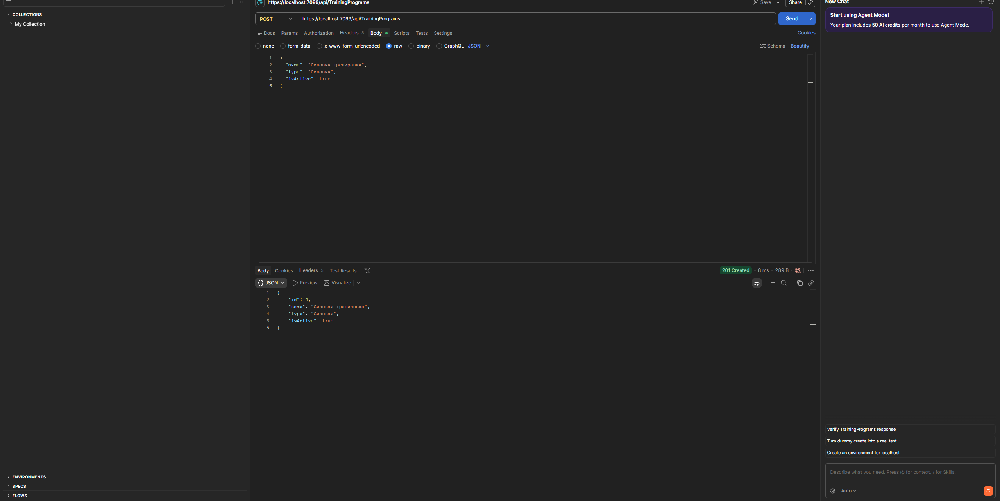 COLLECTIONS
My Collection
ENVIRONMENTS
SPECS
FLOWS
HTTP https://localhost:7099/api/TrainingPrograms
Save
Share
POST https://localhost:7099/api/TrainingPrograms
Send
Docs Params Authorization Headers 8 Body Scripts Tests Settings
Cookies
none form-data x-www-form-urlencoded raw binary GraphQL JSON
Schema Beautify
1 {
2 "name": "Силовая тренировка",
3 "type": "Силовая",
4 "isActive": true
5 }
Body Cookies Headers 5 Test Results
201 Created • 8 ms • 289 B •
{} JSON Preview Visualize
1 {
2 "id": 4,
3 "name": "Силовая тренировка",
4 "type": "Силовая",
5 "isActive": true
6 }
New Chat
Start using Agent Mode!
Your plan includes 50 AI credits per month to use Agent Mode.
Verify TrainingPrograms response
Turn dummy create into a real test
Create an environment for localhost
Describe what you need. Press @ for context, / for Skills.
Auto